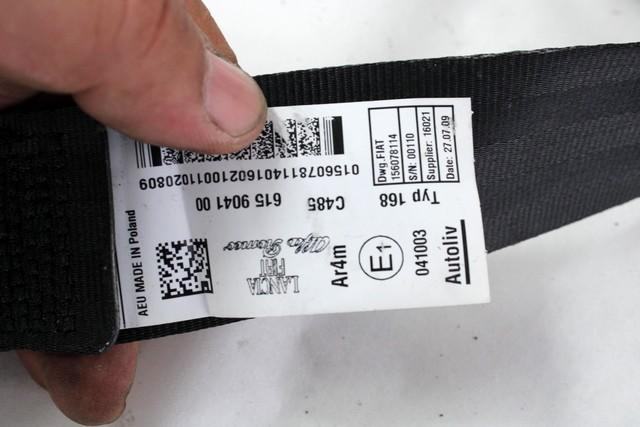 Dwg.FIAT
156078114
S/N: 00110
Supplier: 16021
Date: 27.07.09
015607811401602100110020809
615 9041 00
C485
Typ 168
AEU MADE IN Poland
LANCIA
FIAT
Alfa Romeo
Ar4m
E1
041003
Autoliv